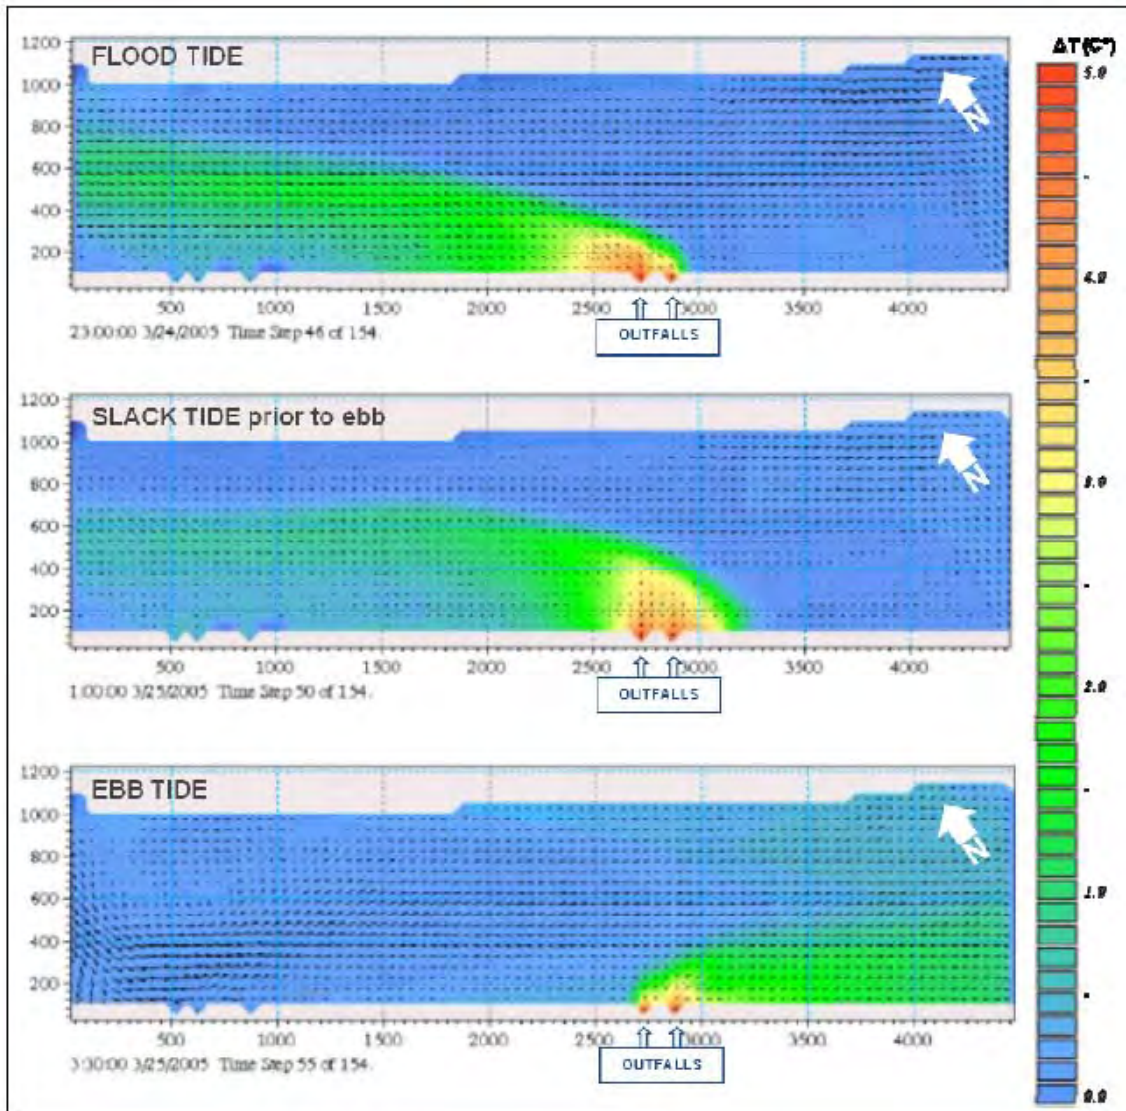 FLOOD TIDE
1200
1000
800
600
400
200
500 1000 1500 2000 2500 3000 3500 4000
23:00:00 3/24/2005 Time Step 46 of 154.
OUTFALLS
N
SLACK TIDE prior to ebb
1200
1000
800
600
400
200
500 1000 1500 2000 2500 3000 3500 4000
1:00:00 3/25/2005 Time Step 50 of 154.
OUTFALLS
N
EBB TIDE
1200
1000
800
600
400
200
500 1000 1500 2000 2500 3000 3500 4000
3:30:00 3/25/2005 Time Step 55 of 154.
OUTFALLS
N
ΔT(C°)
5.0
4.0
3.0
2.0
1.0
0.0